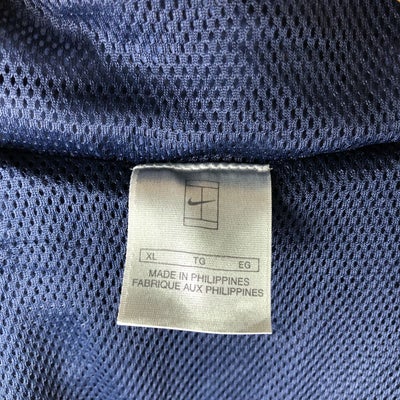 XL TG EG
MADE IN PHILIPPINES
FABRIQUE AUX PHILIPPINES